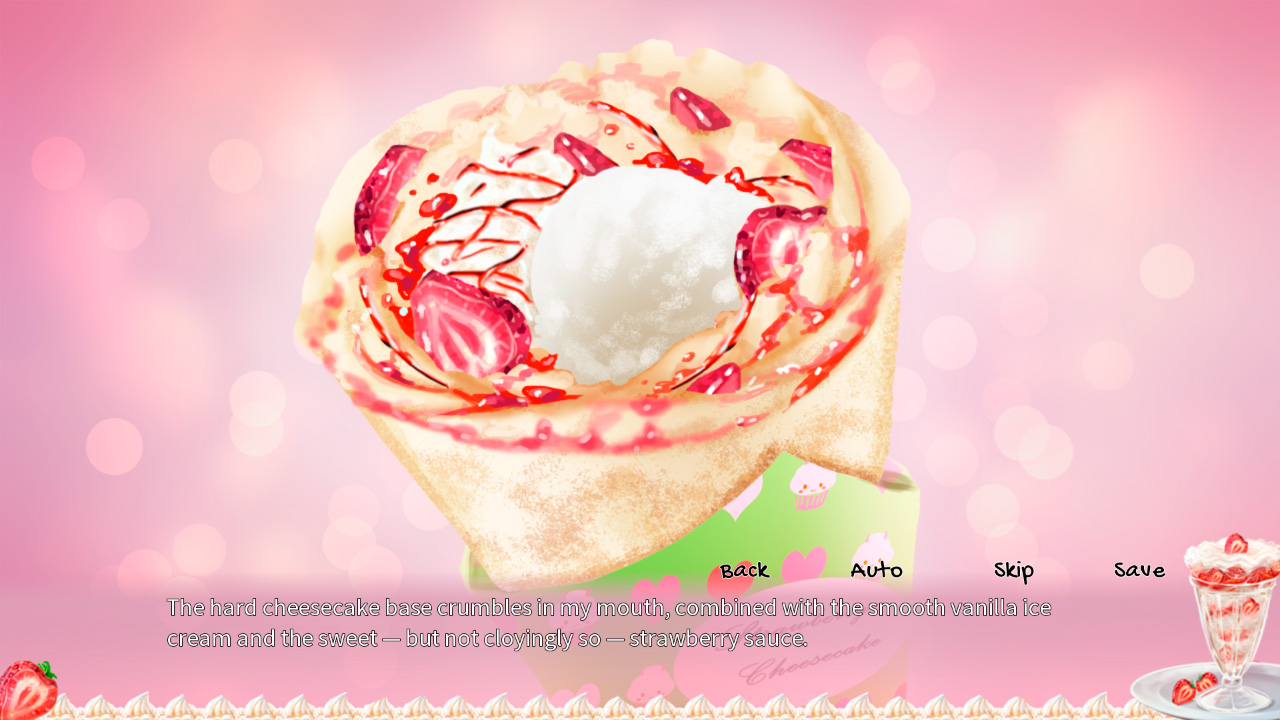 Back Auto Skip Save
The hard cheesecake base crumbles in my mouth, combined with the smooth vanilla ice
cream and the sweet — but not cloyingly so — strawberry sauce.
Strawberry
Cheesecake